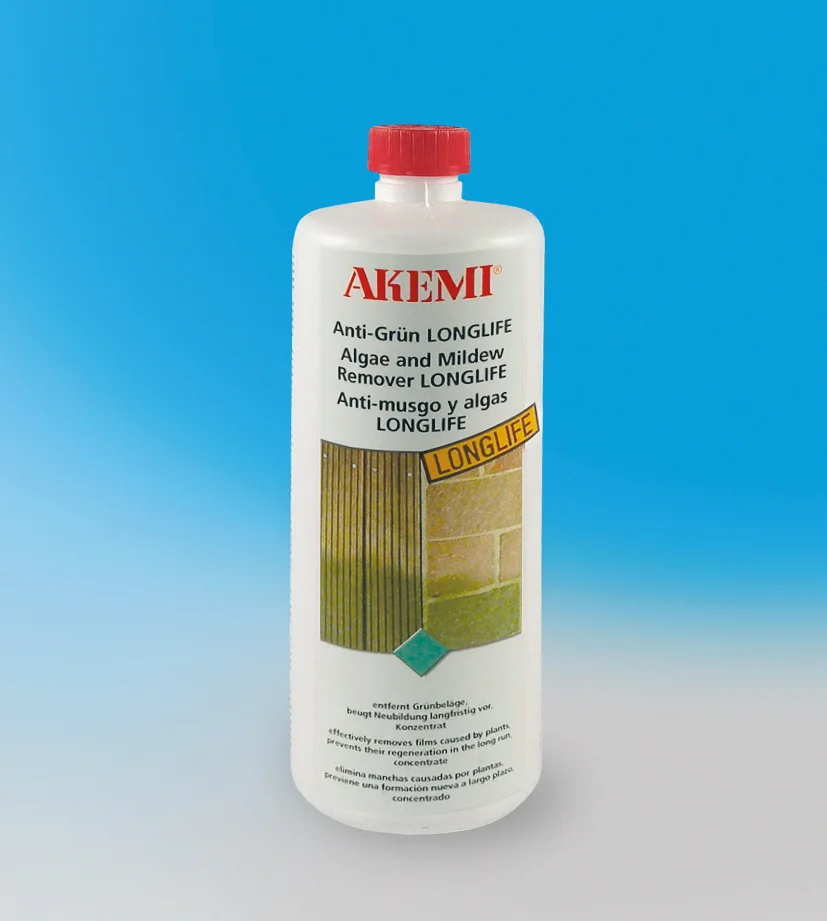 AKEMI®
Anti-Grün LONGLIFE
Algae and Mildew
Remover LONGLIFE
Anti-musgo y algas
LONGLIFE
LONGLIFE
entfernt Grünbeläge,
beugt Neubildung langfristig vor,
Konzentrat
effectively removes films caused by plants,
prevents their regeneration in the long run,
concentrate
elimina manchas causadas por plantas,
previene una formación nueva a largo plazo,
concentrado